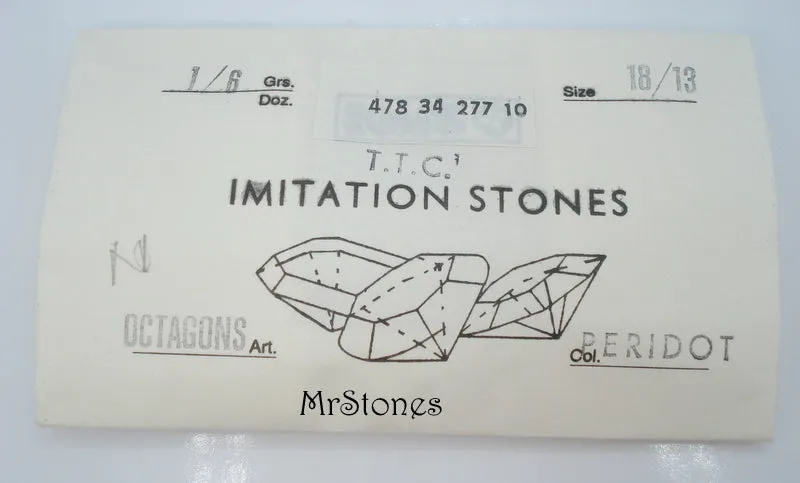 1/6 Grs.
Doz.
478 34 277 10
Size 18/13
T.T.C.'
IMITATION STONES
N
OCTAGONS Art.
Col. PERIDOT
MrStones